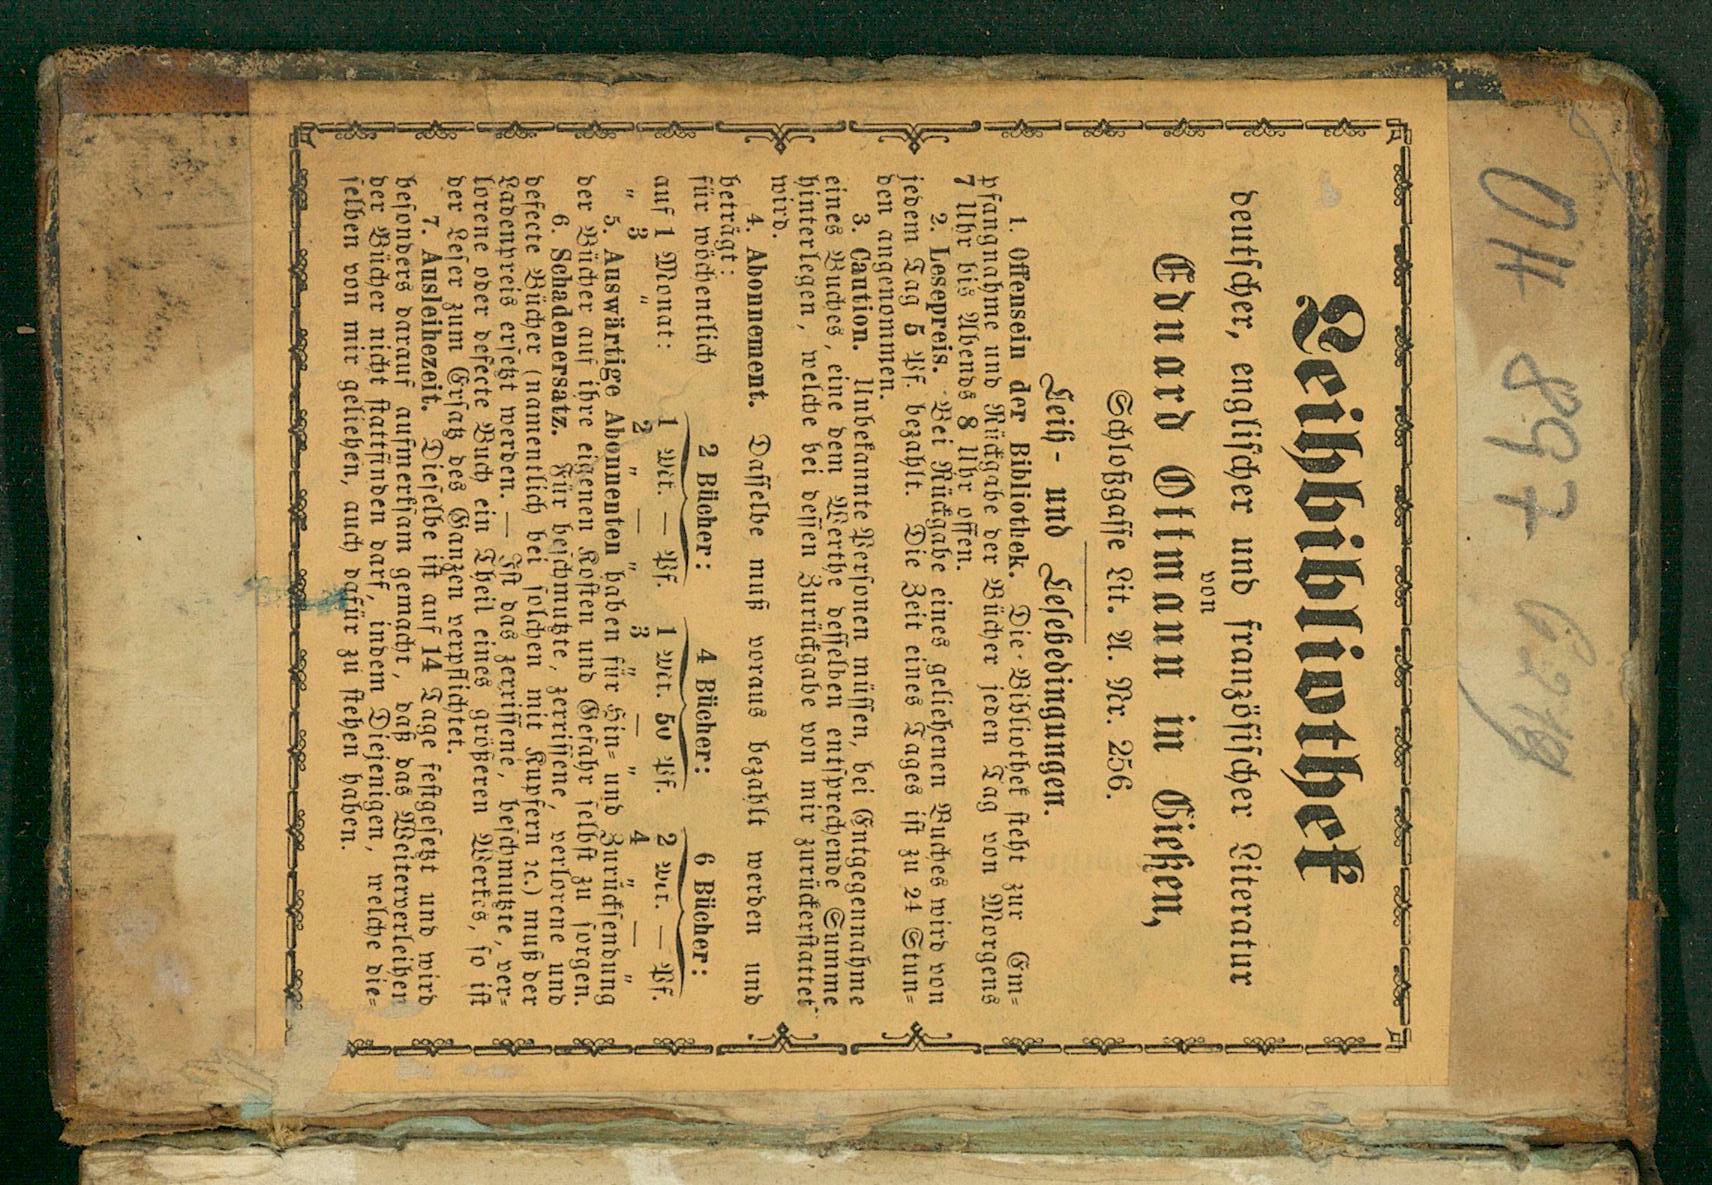 OH 897 (2 18)
Leihbibliothek
deutscher, englischer und französischer Literatur
von
Eduard Ottmann in Gießen,
Schloßgasse Lit. A. Nr. 256.
Leih- und Lesebedingungen.
1. Offensein der Bibliothek. Die Bibliothek steht zur Em-
pfangnahme und Rückgabe der Bücher jeden Tag von Morgens
7 Uhr bis Abends 8 Uhr offen.
2. Lesepreis. Bei Rückgabe eines geliehenen Buches wird von
jedem Tag 5 Pf. bezahlt. Die Zeit eines Tages ist zu 24 Stun-
den angenommen.
3. Caution. Unbekannte Personen müssen, bei Entgegennahme
eines Buches, eine dem Werthe desselben entsprechende Summe
hinterlegen, welche bei dessen Zurückgabe von mir zurückerstattet
wird.
4. Abonnement. Dasselbe muß voraus bezahlt werden und
beträgt:
für wöchentlich 2 Bücher: 4 Bücher: 6 Bücher:
auf 1 Monat: 1 Mk. — Pf. 1 Mk. 50 Pf. 2 Mk. — Pf.
" 3 " 2 " — " 3 " — " 4 " — "
5. Auswärtige Abonnenten haben für Hin- und Zurücksendung
der Bücher auf ihre eigenen Kosten und Gefahr selbst zu sorgen.
6. Schadenersatz. Für beschmutzte, zerrissene, verlorene und
defecte Bücher (namentlich bei solchen mit Kupfern ꝛc.) muß der
Ladenpreis ersetzt werden. — Ist das zerrissene, beschmutzte, ver-
lorene oder defecte Buch ein Theil eines größeren Werkes, so ist
der Leser zum Ersatz des Ganzen verpflichtet.
7. Ausleihezeit. Dieselbe ist auf 14 Tage festgesetzt und wird
besonders darauf aufmerksam gemacht, daß das Weiterverleihen
der Bücher nicht stattfinden darf, indem Diejenigen, welche die-
selben von mir geliehen, auch dafür zu stehen haben.